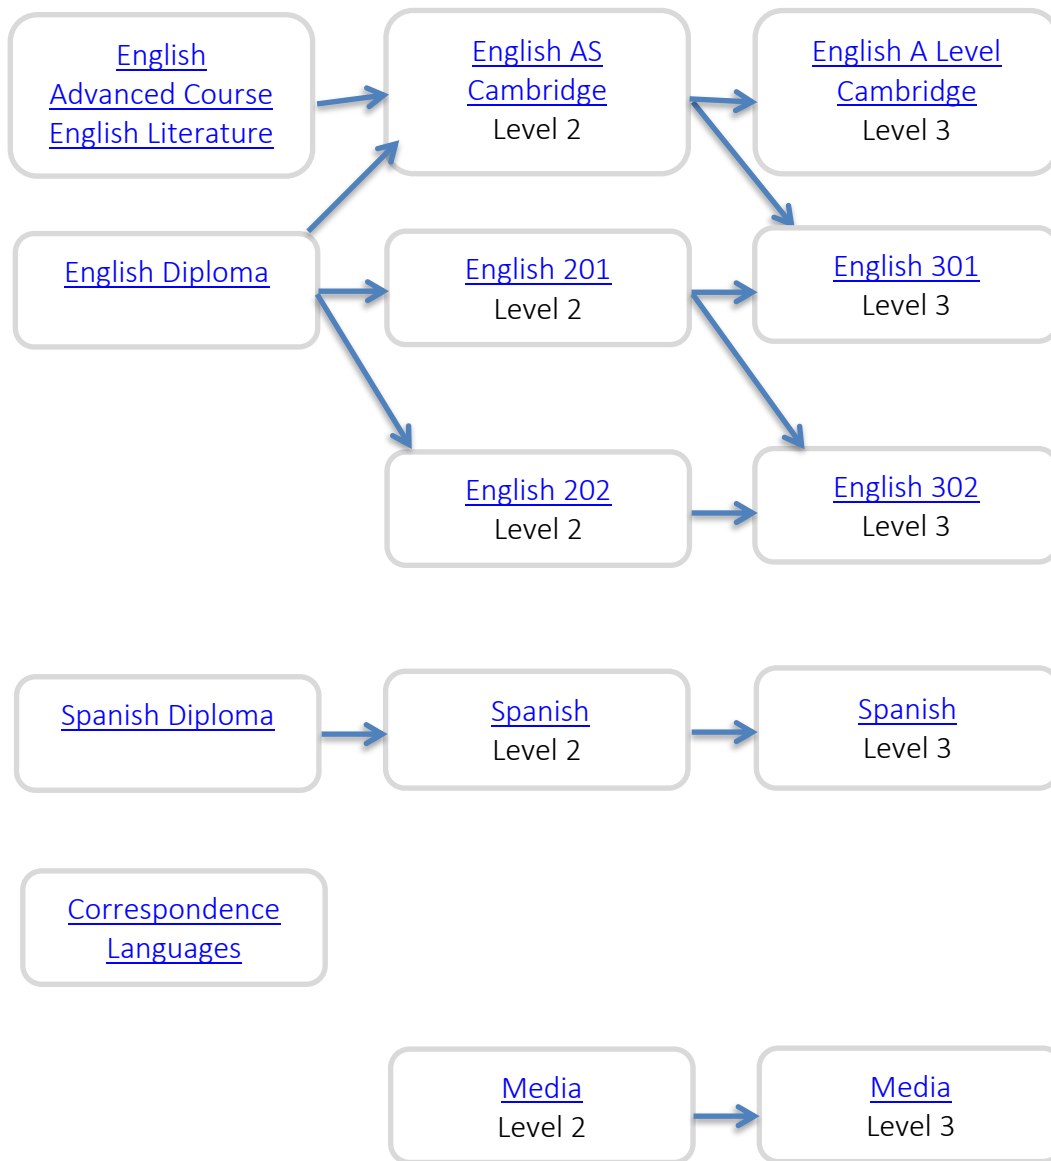 English
Advanced Course
English Literature
English AS
Cambridge
Level 2
English A Level
Cambridge
Level 3
English Diploma
English 201
Level 2
English 301
Level 3
English 202
Level 2
English 302
Level 3
Spanish Diploma
Spanish
Level 2
Spanish
Level 3
Correspondence
Languages
Media
Level 2
Media
Level 3